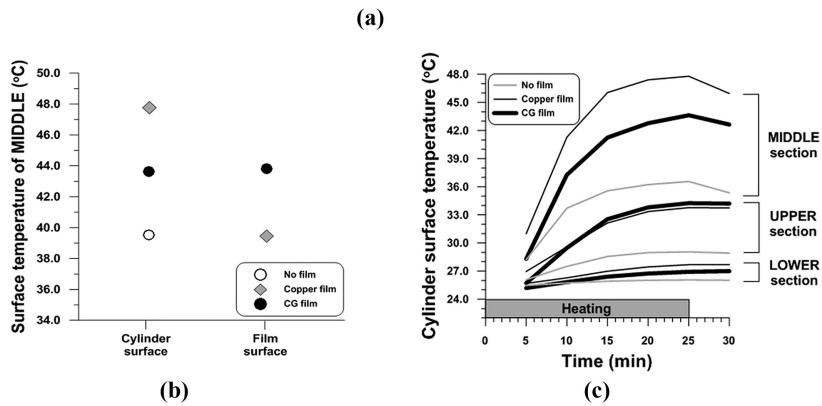 (a)
Surface temperature of MIDDLE (°C)
50.0
48.0
46.0
44.0
42.0
40.0
38.0
36.0
34.0
No film
Copper film
CG film
Cylinder
surface
Film
surface
(b)
Cylinder surface temperature (°C)
48.0
45.0
42.0
39.0
36.0
33.0
30.0
27.0
24.0
No film
Copper film
CG film
MIDDLE
section
UPPER
section
LOWER
section
Heating
0 5 10 15 20 25 30
Time (min)
(c)